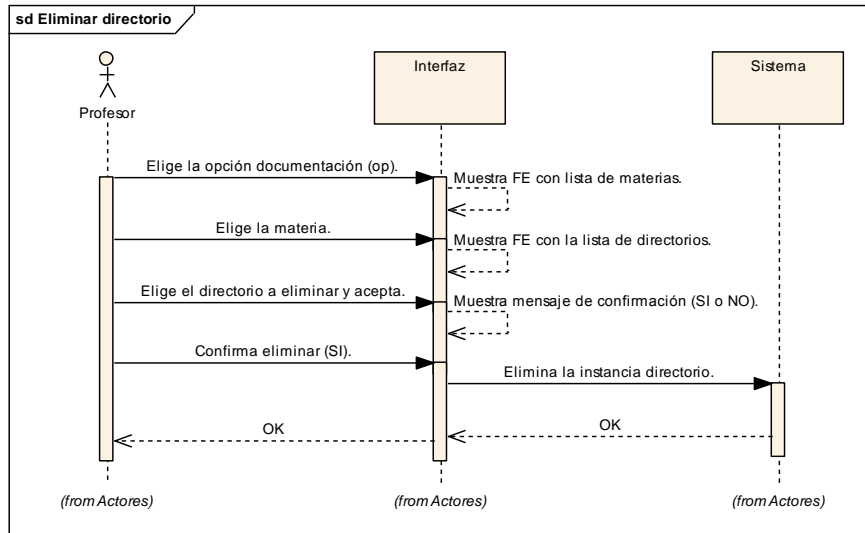 sd Eliminar directorio
Profesor
Interfaz
Sistema
Elige la opción documentación (op).
Muestra FE con lista de materias.
Elige la materia.
Muestra FE con la lista de directorios.
Elige el directorio a eliminar y acepta.
Muestra mensaje de confirmación (SI o NO).
Confirma eliminar (SI).
Elimina la instancia directorio.
OK
OK
(from Actores)
(from Actores)
(from Actores)